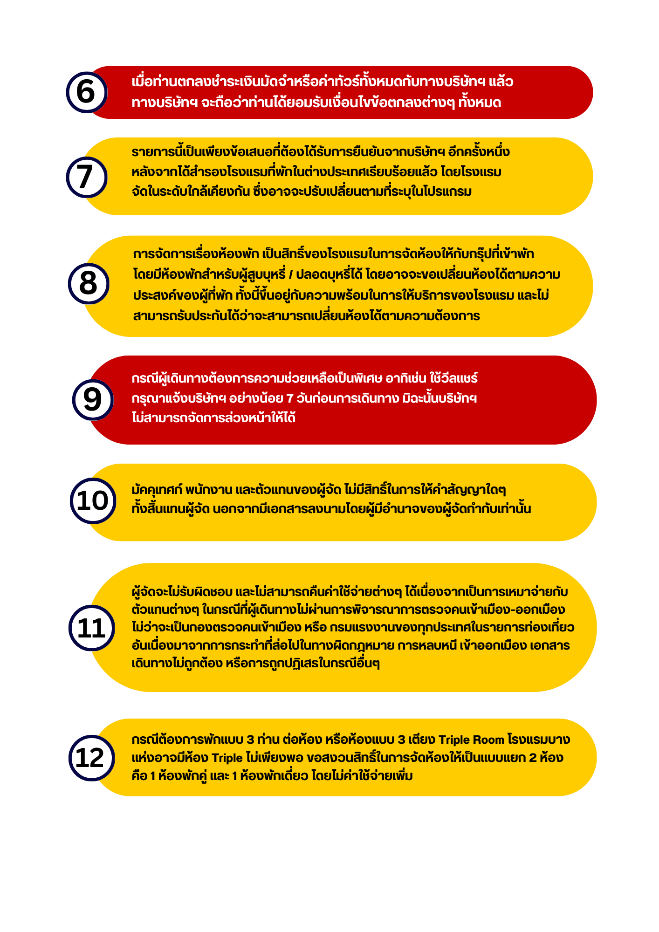 6
เมื่อท่านตกลงชำระเงินมัดจำหรือค่าทัวร์ทั้งหมดกับทางบริษัทฯ แล้ว
ทางบริษัทฯ จะถือว่าท่านได้ยอมรับเงื่อนไขข้อตกลงต่างๆ ทั้งหมด
7
รายการนี้เป็นเพียงข้อเสนอที่ต้องได้รับการยืนยันจากบริษัทฯ อีกครั้งหนึ่ง
หลังจากได้สำรองโรงแรมที่พักในต่างประเทศเรียบร้อยแล้ว โดยโรงแรม
จัดในระดับใกล้เคียงกัน ซึ่งอาจจะปรับเปลี่ยนตามที่ระบุในโปรแกรม
8
การจัดการเรื่องห้องพัก เป็นสิทธิ์ของโรงแรมในการจัดห้องให้กับกรุ๊ปที่เข้าพัก
โดยมีห้องพักสำหรับผู้สูบบุหรี่ / ปลอดบุหรี่ได้ โดยอาจจะขอเปลี่ยนห้องได้ตามความ
ประสงค์ของผู้ที่พัก ทั้งนี้ขึ้นอยู่กับความพร้อมในการให้บริการของโรงแรม และไม่
สามารถรับประกันได้ว่าจะสามารถเปลี่ยนห้องได้ตามความต้องการ
9
กรณีผู้เดินทางต้องการความช่วยเหลือเป็นพิเศษ อาทิเช่น ใช้วีลแชร์
กรุณาแจ้งบริษัทฯ อย่างน้อย 7 วันก่อนการเดินทาง มิฉะนั้นบริษัทฯ
ไม่สามารถจัดการล่วงหน้าให้ได้
10
มัคคุเทศก์ พนักงาน และตัวแทนของผู้จัด ไม่มีสิทธิ์ในการให้คำสัญญาใดๆ
ทั้งสิ้นแทนผู้จัด นอกจากมีเอกสารลงนามโดยผู้มีอำนาจของผู้จัดกำกับเท่านั้น
11
ผู้จัดจะไม่รับผิดชอบ และไม่สามารถคืนค่าใช้จ่ายต่างๆ ได้เนื่องจากเป็นการเหมาจ่ายกับ
ตัวแทนต่างๆ ในกรณีที่ผู้เดินทางไม่ผ่านการพิจารณาการตรวจคนเข้าเมือง-ออกเมือง
ไม่ว่าจะเป็นกองตรวจคนเข้าเมือง หรือ กรมแรงงานของทุกประเทศในรายการท่องเที่ยว
อันเนื่องมาจากการกระทำที่ส่อไปในทางผิดกฎหมาย การหลบหนี เข้าออกเมือง เอกสาร
เดินทางไม่ถูกต้อง หรือการถูกปฏิเสธในกรณีอื่นๆ
12
กรณีต้องการพักแบบ 3 ท่าน ต่อห้อง หรือห้องแบบ 3 เตียง Triple Room โรงแรมบาง
แห่งอาจมีห้อง Triple ไม่เพียงพอ ขอสงวนสิทธิ์ในการจัดห้องให้เป็นแบบแยก 2 ห้อง
คือ 1 ห้องพักคู่ และ 1 ห้องพักเดี่ยว โดยไม่ค่าใช้จ่ายเพิ่ม